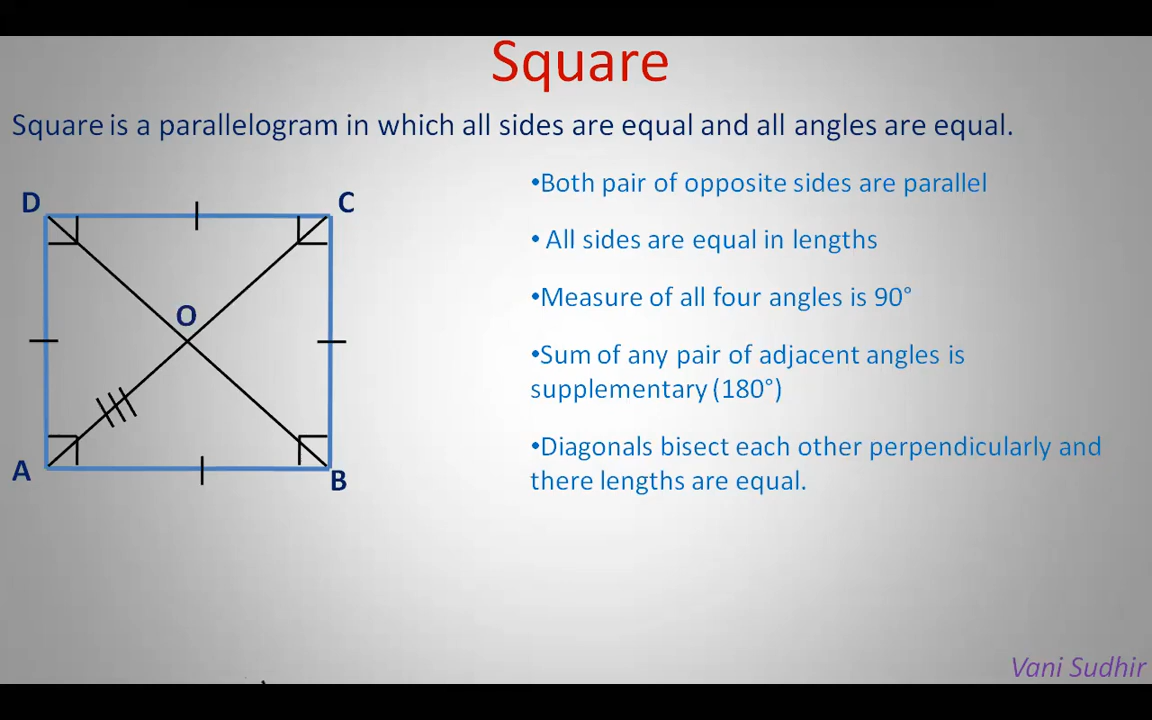 Square
Square is a parallelogram in which all sides are equal and all angles are equal.
D
C
O
A
B
•Both pair of opposite sides are parallel
• All sides are equal in lengths
•Measure of all four angles is 90°
•Sum of any pair of adjacent angles is
supplementary (180°)
•Diagonals bisect each other perpendicularly and
there lengths are equal.
Vani Sudhir